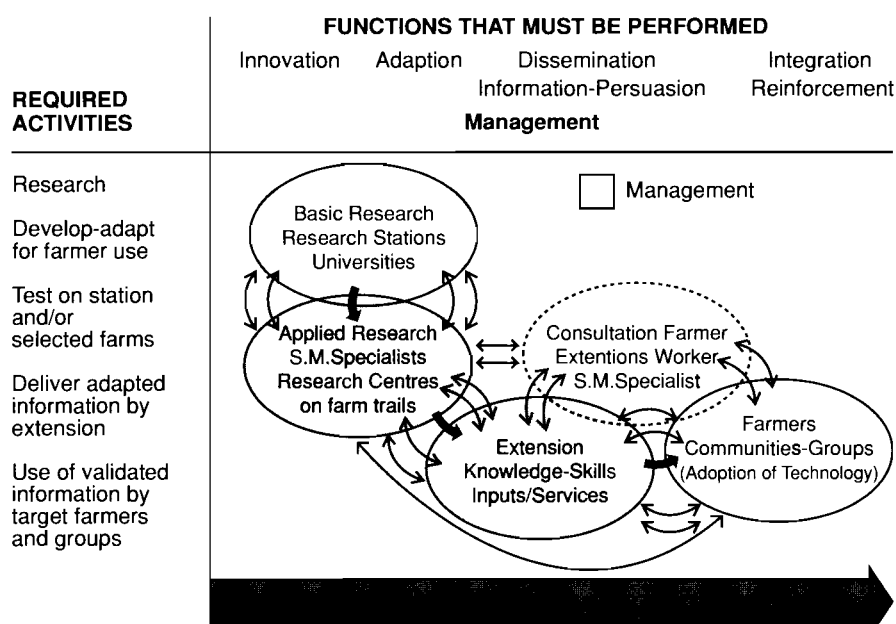 FUNCTIONS THAT MUST BE PERFORMED
Innovation Adaption Dissemination Integration
Information-Persuasion Reinforcement
REQUIRED
ACTIVITIES
Management
Research
Develop-adapt
for farmer use
Test on station
and/or
selected farms
Deliver adapted
information by
extension
Use of validated
information by
target farmers
and groups
Management
Basic Research
Research Stations
Universities
Applied Research
S.M.Specialists
Research Centres
on farm trails
Consultation Farmer
Extentions Worker
S.M.Specialist
Extension
Knowledge-Skills
Inputs/Services
Farmers
Communities-Groups
(Adoption of Technology)